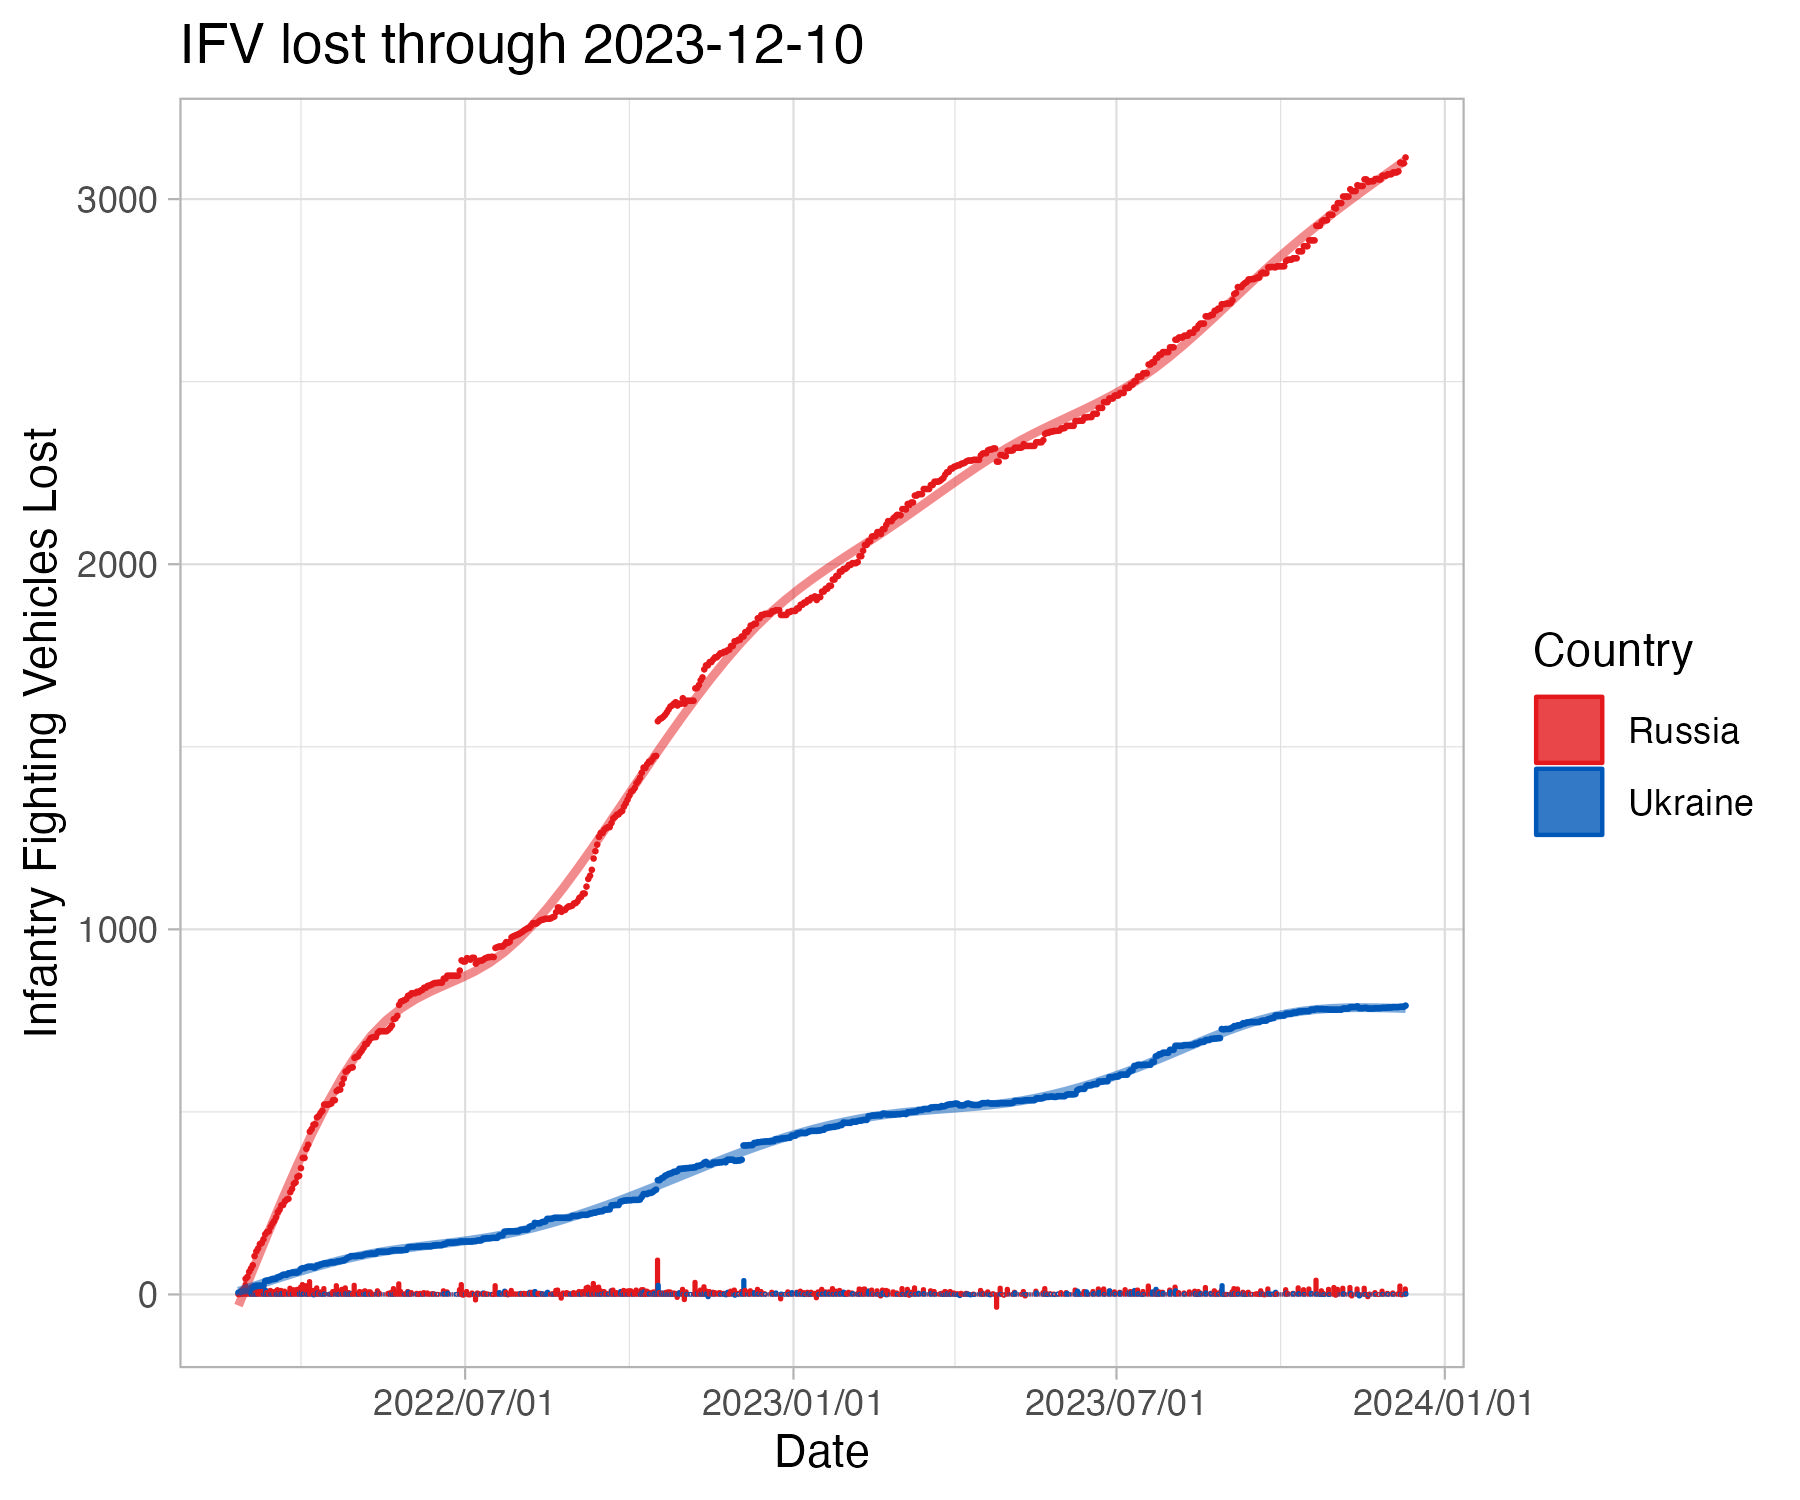 IFV lost through 2023-12-10
Infantry Fighting Vehicles Lost
3000
2000
1000
0
2022/07/01
2023/01/01
2023/07/01
2024/01/01
Date
Country
Russia
Ukraine